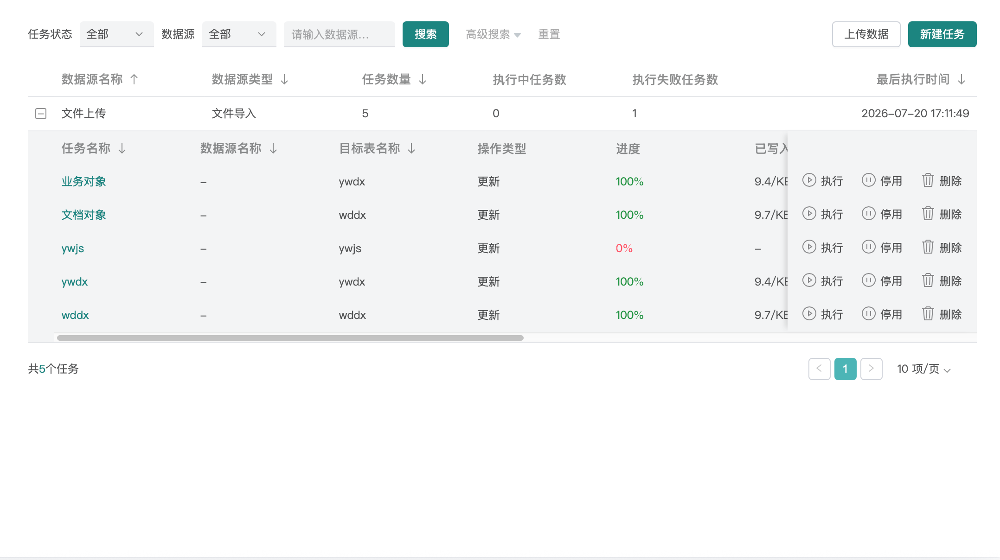 任务状态 全部 数据源 全部 请输入数据源... 搜索 高级搜索 重置 上传数据 新建任务
数据源名称 数据源类型 任务数量 执行中任务数 执行失败任务数 最后执行时间
文件上传 文件导入 5 0 1 2026-07-20 17:11:49
任务名称 数据源名称 目标表名称 操作类型 进度 已写入
业务对象 - ywdx 更新 100% 9.4/KB 执行 停用 删除
文档对象 - wddx 更新 100% 9.7/KB 执行 停用 删除
ywjs - ywjs 更新 0% - 执行 停用 删除
ywdx - ywdx 更新 100% 9.4/KB 执行 停用 删除
wddx - wddx 更新 100% 9.7/KB 执行 停用 删除
共5个任务 1 10 项/页